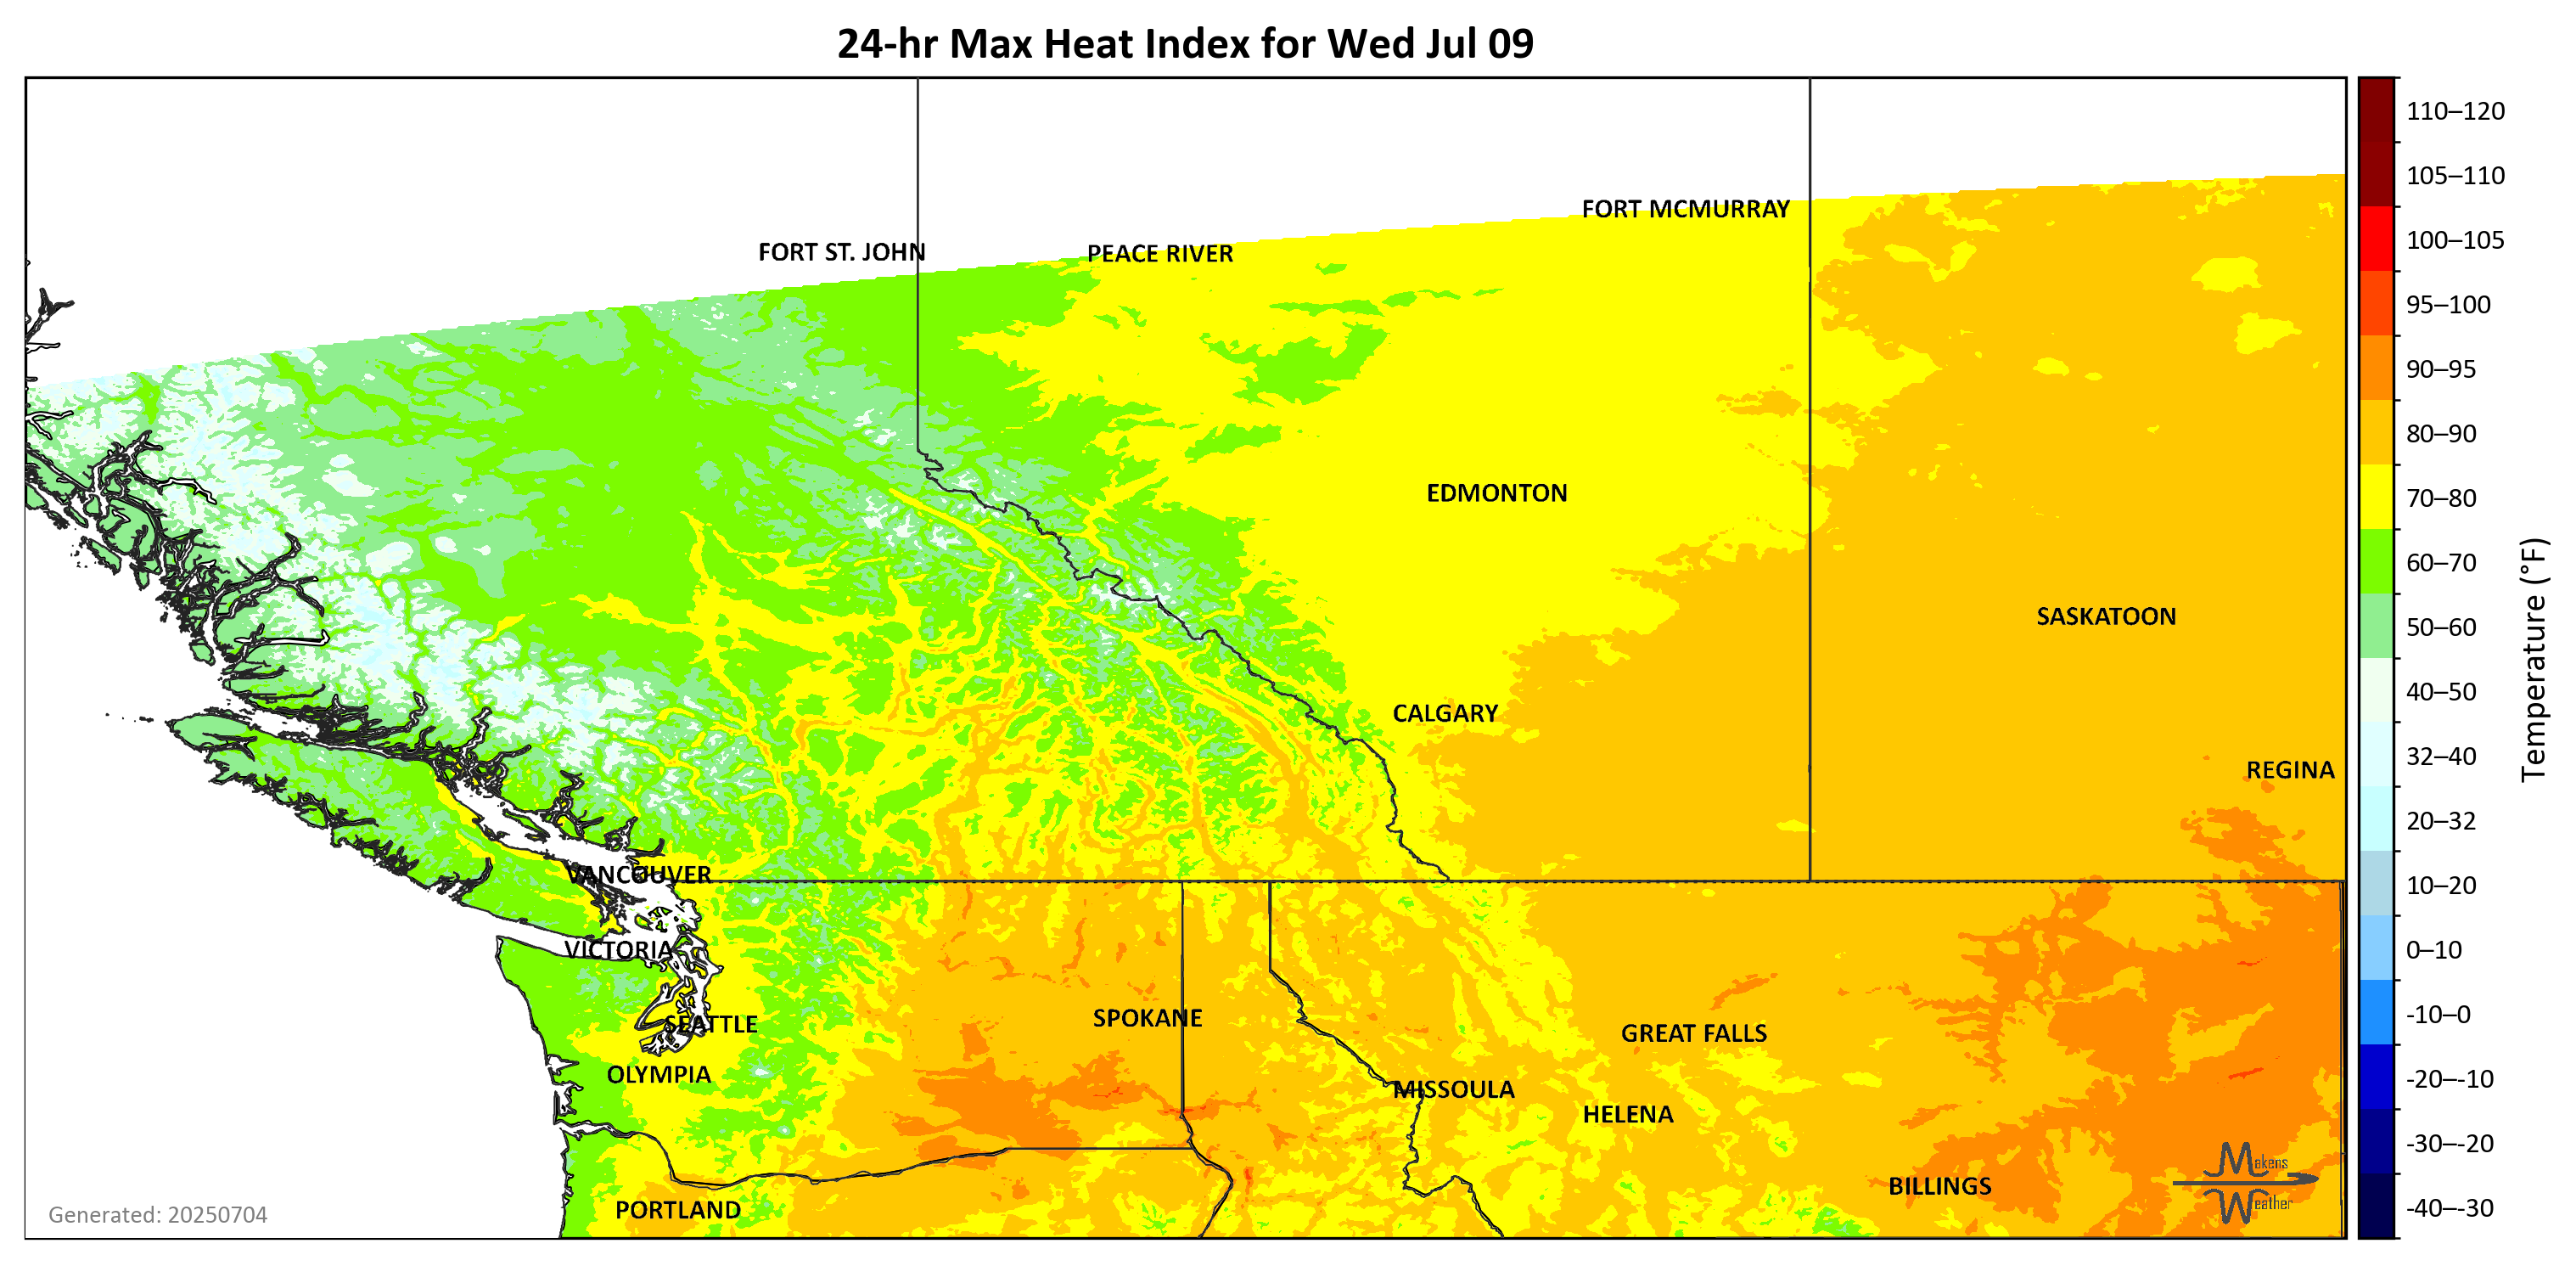 24-hr Max Heat Index for Wed Jul 09
FORT MCMURRAY
FORT ST. JOHN
PEACE RIVER
EDMONTON
SASKATOON
CALGARY
REGINA
VANCOUVER
VICTORIA
SEATTLE
SPOKANE
GREAT FALLS
OLYMPIA
MISSOULA
HELENA
BILLINGS
PORTLAND
Makens
Weather
Generated: 20250704
110–120
105–110
100–105
95–100
90–95
80–90
70–80
60–70
50–60
40–50
32–40
20–32
10–20
0–10
-10–0
-20–-10
-30–-20
-40–-30
Temperature (°F)